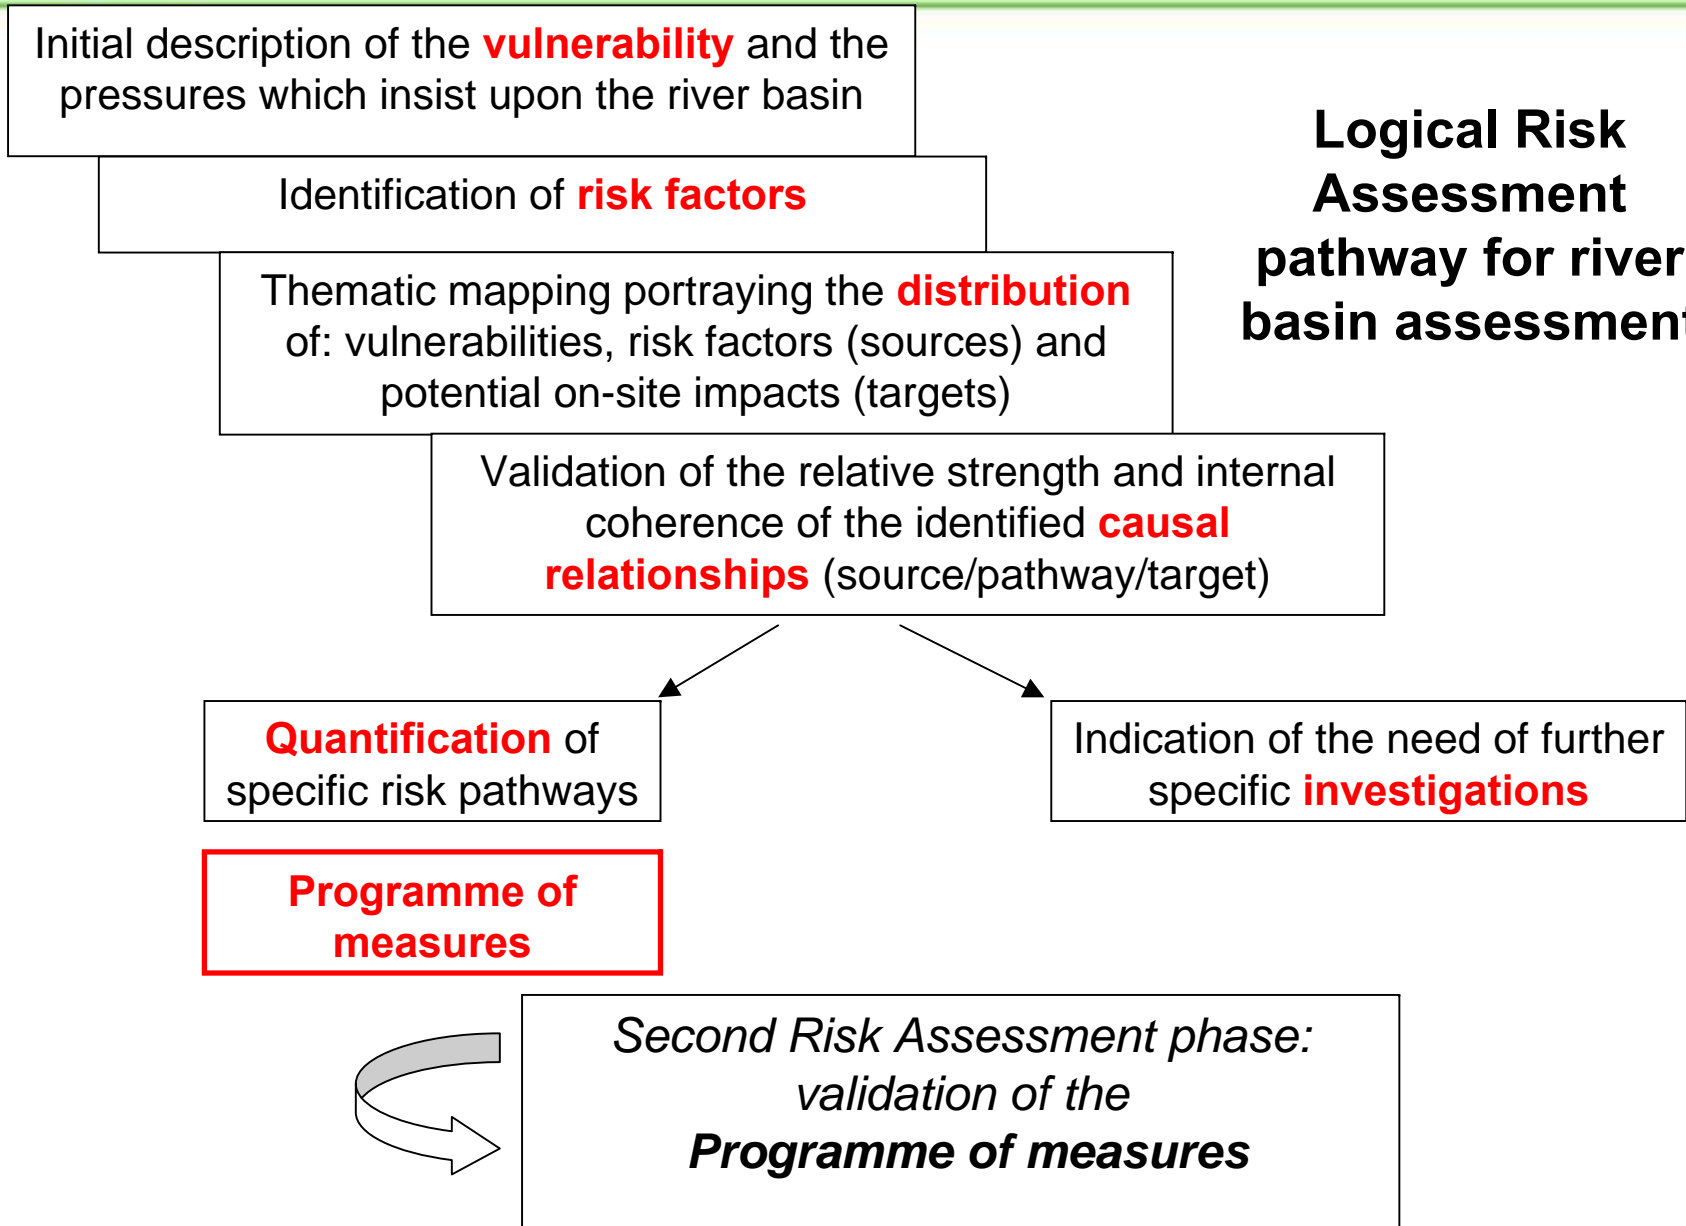 Initial description of the vulnerability and the
pressures which insist upon the river basin
Logical Risk
Assessment
pathway for river
basin assessment
Identification of risk factors
Thematic mapping portraying the distribution
of: vulnerabilities, risk factors (sources) and
potential on-site impacts (targets)
Validation of the relative strength and internal
coherence of the identified causal
relationships (source/pathway/target)
Quantification of
specific risk pathways
Indication of the need of further
specific investigations
Programme of
measures
Second Risk Assessment phase:
validation of the
Programme of measures